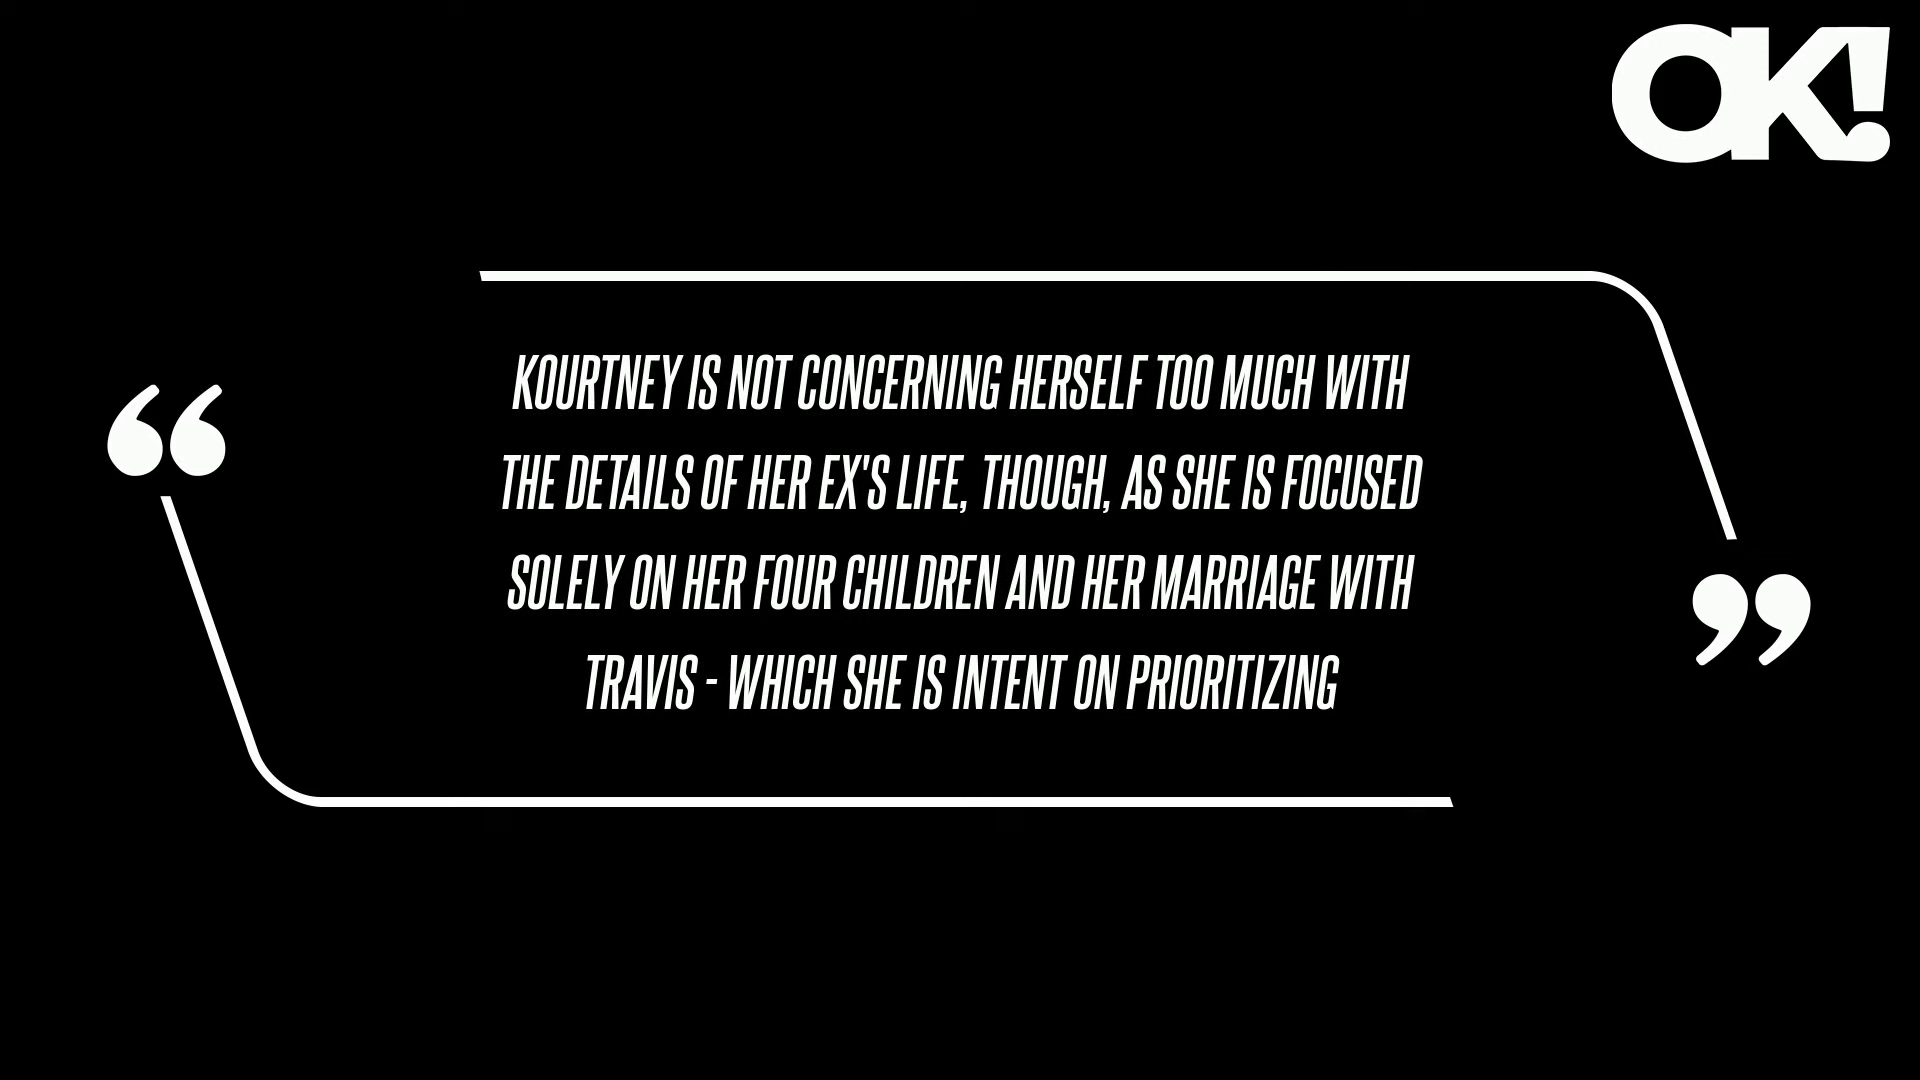 OK!
KOURTNEY IS NOT CONCERNING HERSELF TOO MUCH WITH
THE DETAILS OF HER EX'S LIFE, THOUGH, AS SHE IS FOCUSED
SOLELY ON HER FOUR CHILDREN AND HER MARRIAGE WITH
TRAVIS - WHICH SHE IS INTENT ON PRIORITIZING